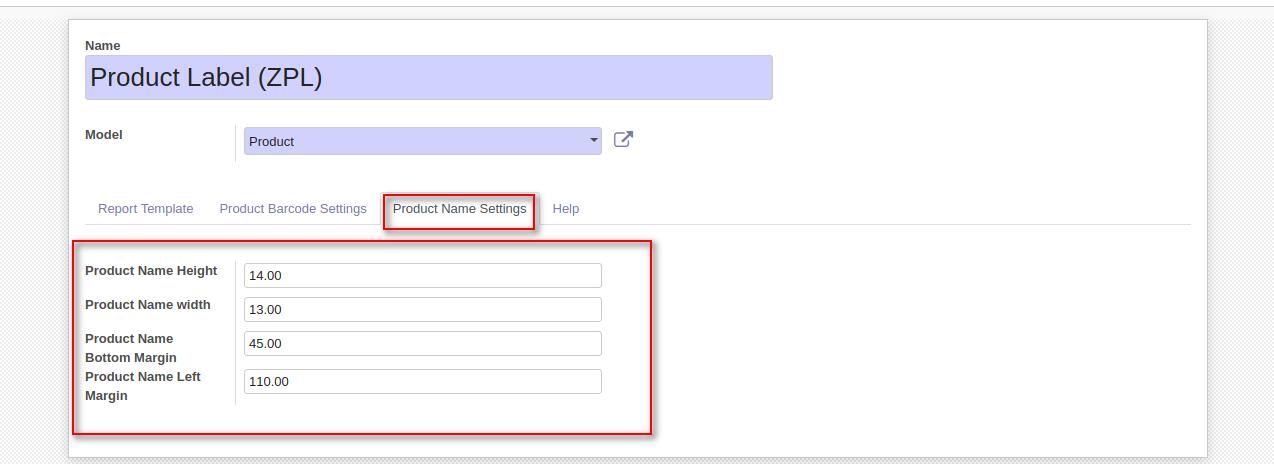 Name
Product Label (ZPL)
Model
Product
Report Template Product Barcode Settings Product Name Settings Help
Product Name Height 14.00
Product Name width 13.00
Product Name
Bottom Margin 45.00
Product Name Left
Margin 110.00